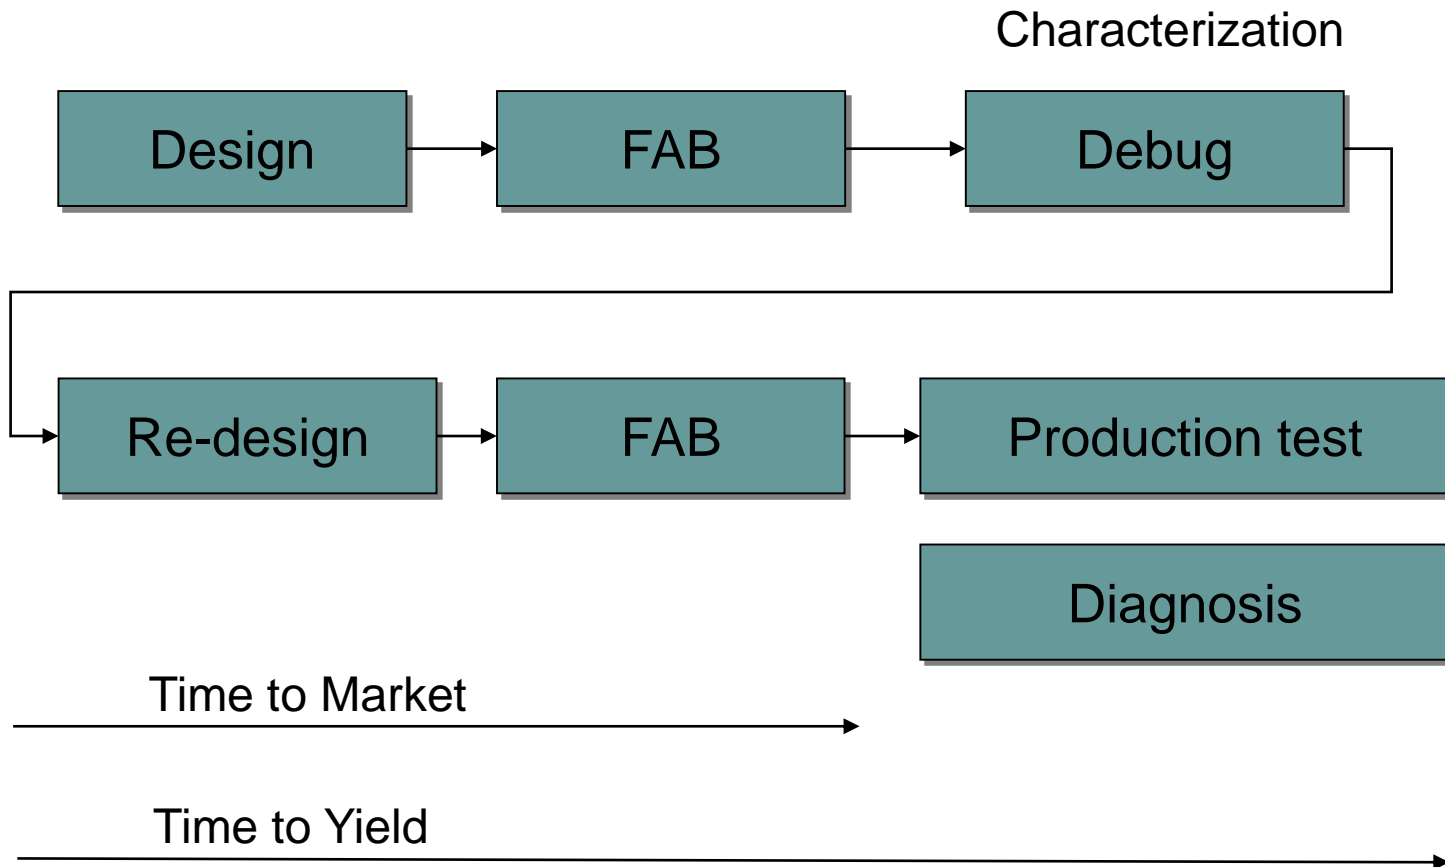 Characterization
Design
FAB
Debug
Re-design
FAB
Production test
Diagnosis
Time to Market
Time to Yield